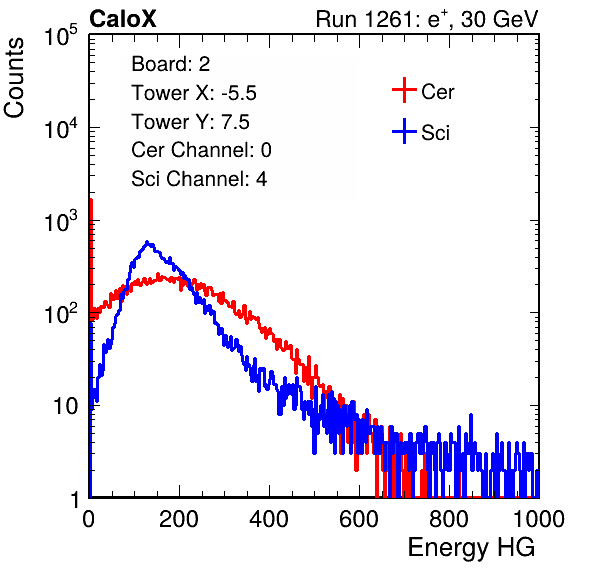 CaloX Run 1261: e⁺, 30 GeV
Counts
Board: 2
Tower X: -5.5
Tower Y: 7.5
Cer Channel: 0
Sci Channel: 4
Cer
Sci
10⁵
10⁴
10³
10²
10
1
0 200 400 600 800 1000
Energy HG